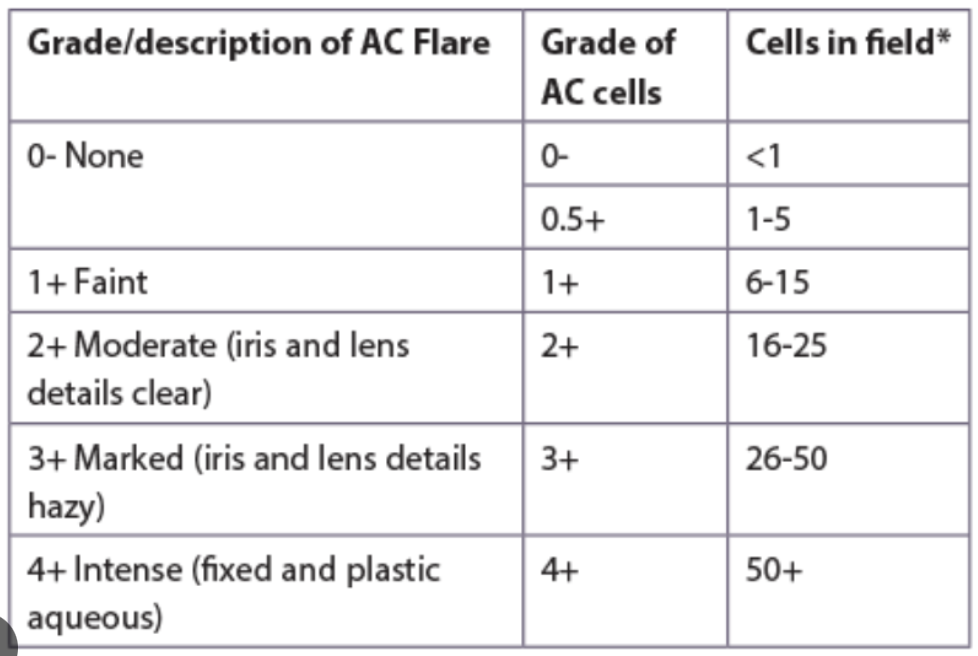 Grade/description of AC Flare
Grade of
AC cells
Cells in field*
0- None
0-
<1
0.5+
1-5
1+ Faint
1+
6-15
2+ Moderate (iris and lens
details clear)
2+
16-25
3+ Marked (iris and lens details
hazy)
3+
26-50
4+ Intense (fixed and plastic
aqueous)
4+
50+